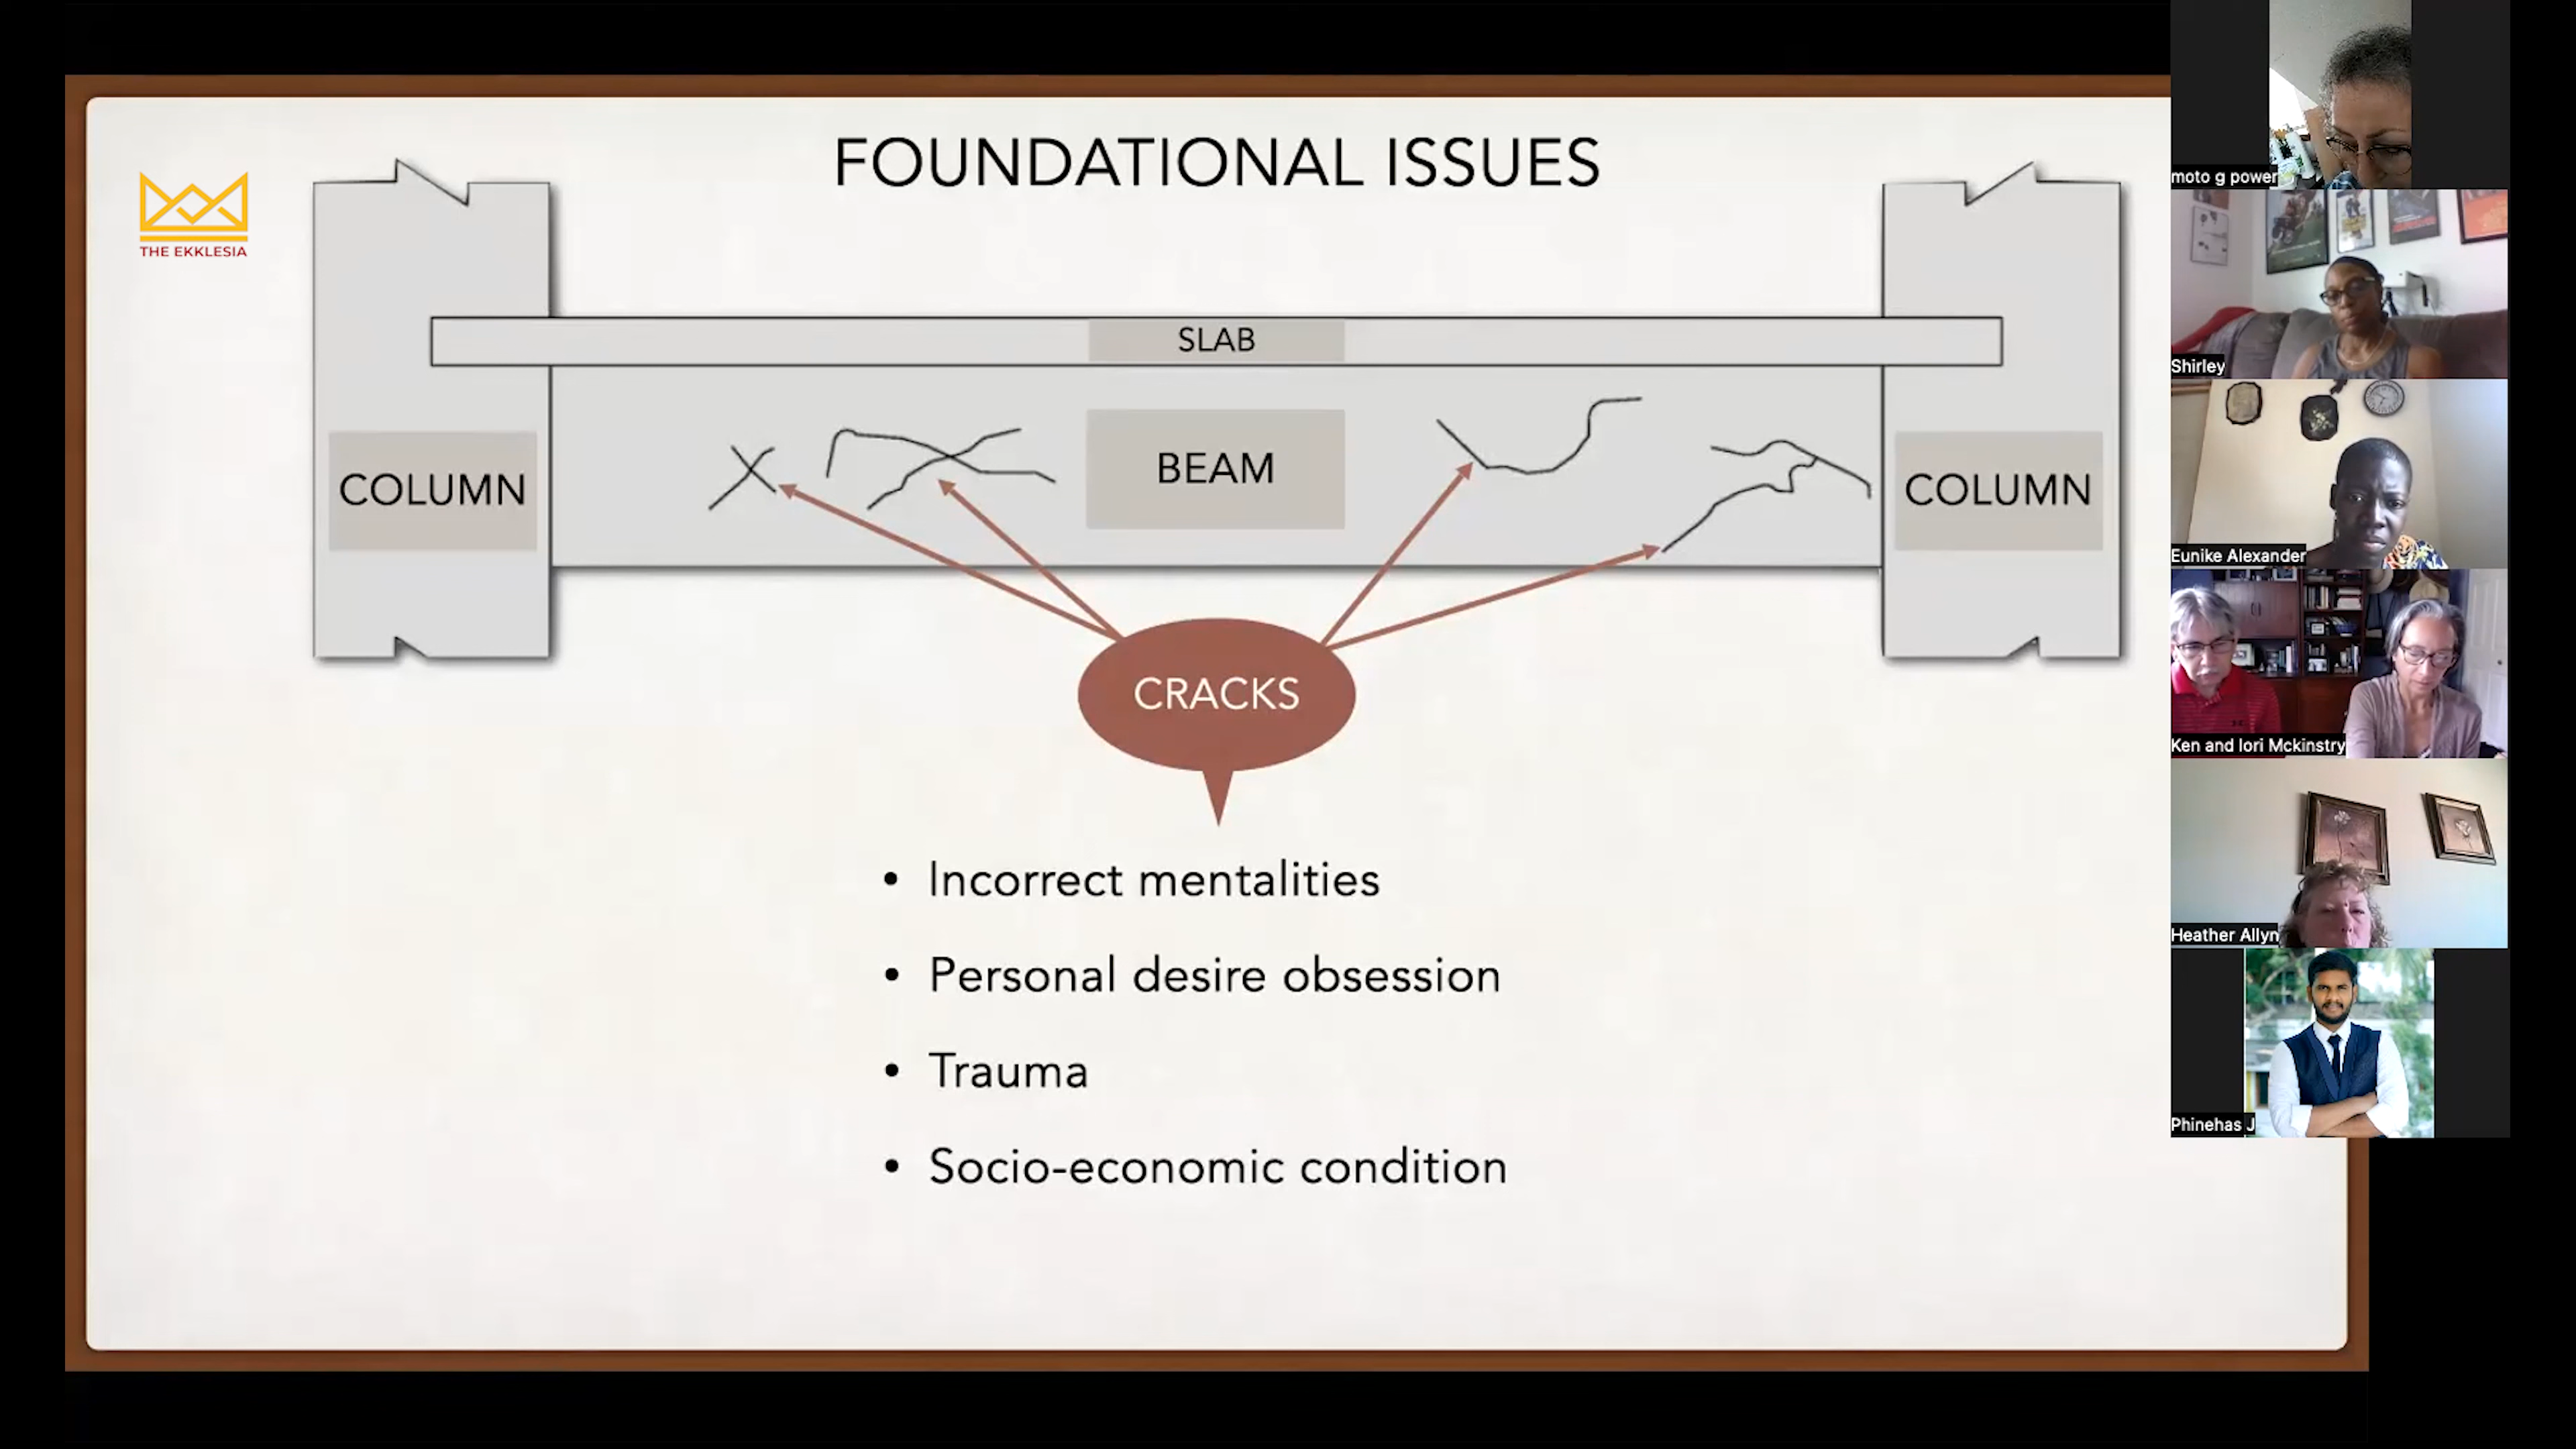 FOUNDATIONAL ISSUES
THE EKKLESIA
SLAB
COLUMN
BEAM
COLUMN
CRACKS
• Incorrect mentalities
• Personal desire obsession
• Trauma
• Socio-economic condition
moto g power
Shirley
Eunike Alexander
Ken and lori Mckinstry
Heather Allyn
Phinehas J